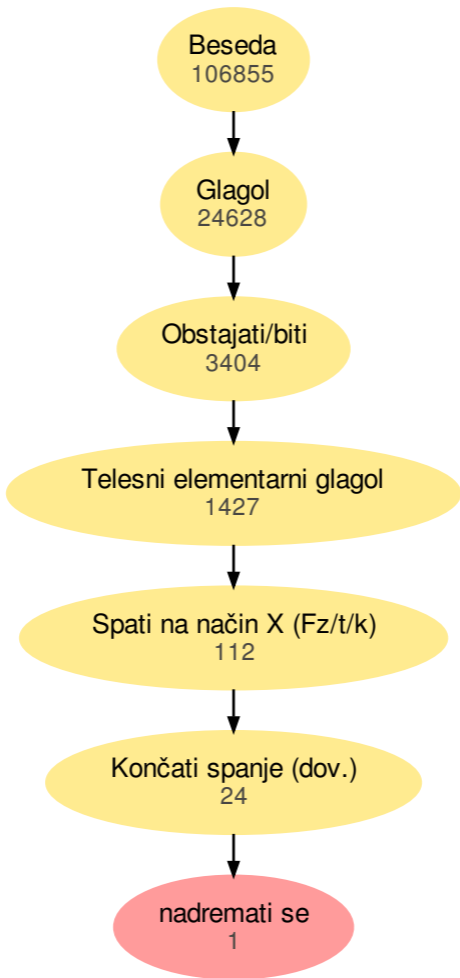 Beseda
106855
Glagol
24628
Obstajati/biti
3404
Telesni elementarni glagol
1427
Spati na način X (Fz/t/k)
112
Končati spanje (dov.)
24
nadremati se
1